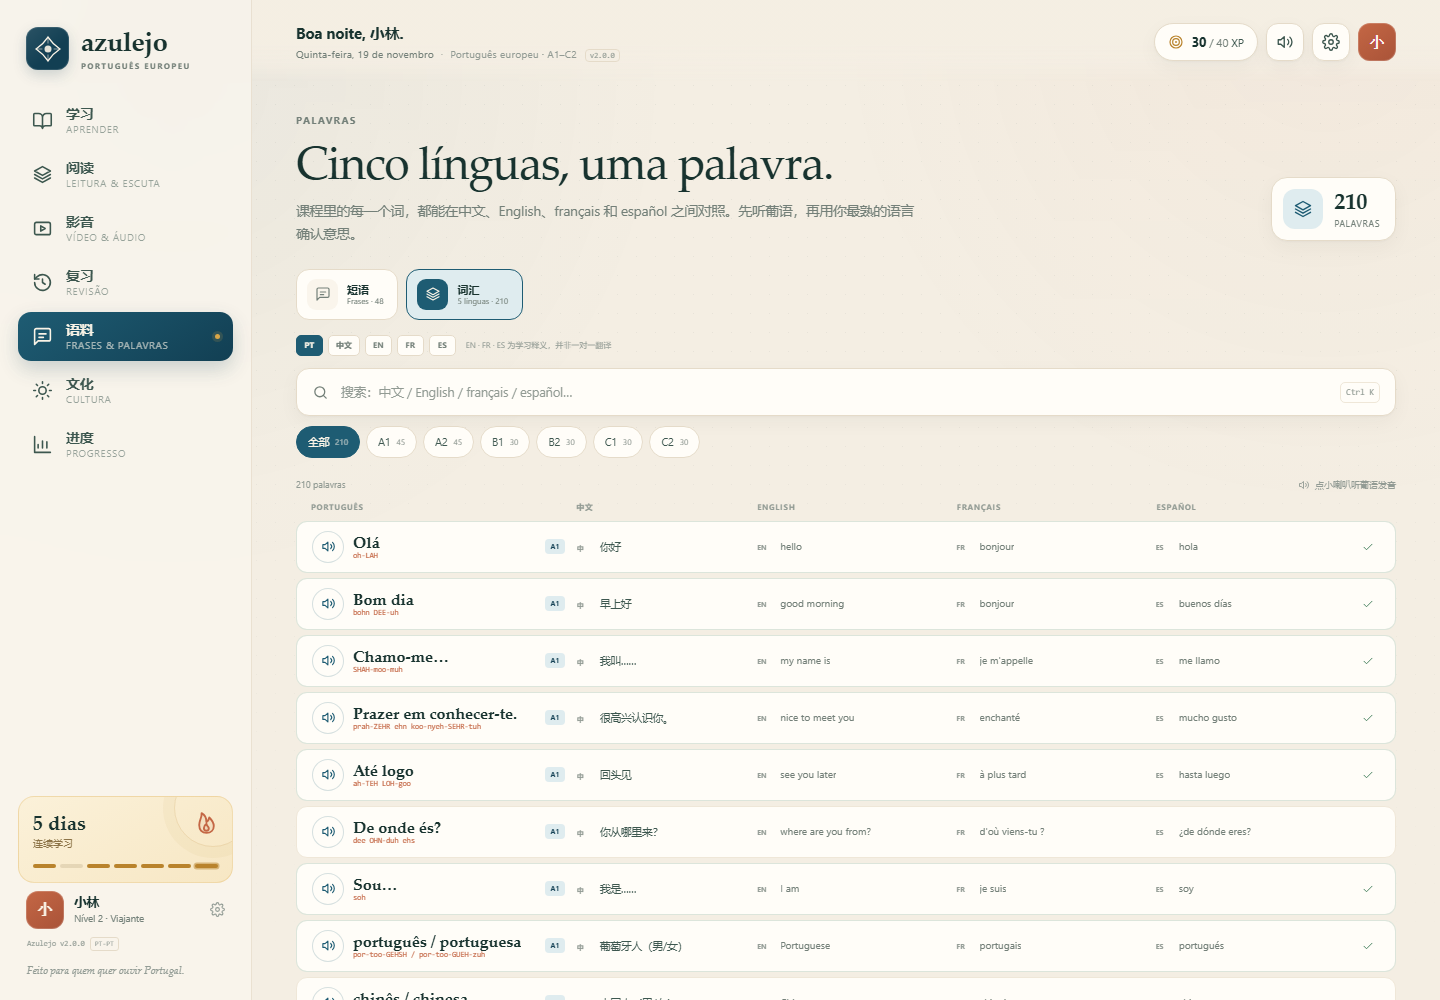 azulejo
PORTUGUÊS EUROPEU
学习
APRENDER
阅读
LEITURA & ESCUTA
影音
VÍDEO & ÁUDIO
复习
REVISÃO
语料
FRASES & PALAVRAS
文化
CULTURA
进度
PROGRESSO
5 dias
连续学习
小
小林
Nível 2 · Viajante
Azulejo v2.0.0 PT-PT
Feito para quem quer ouvir Portugal.
Boa noite, 小林.
Quinta-feira, 19 de novembro · Português europeu · A1–C2 v2.0.0
30 / 40 XP
小
PALAVRAS
Cinco línguas, uma palavra.
课程里的每一个词，都能在中文、English、français 和 español 之间对照。先听葡语，再用你最熟的语言
确认意思。
210
PALAVRAS
短语
Frases · 48
词汇
5 línguas · 210
PT 中文 EN FR ES EN · FR · ES 为学习释义，并非一对一翻译
搜索：中文 / English / français / español... Ctrl K
全部 210 A1 45 A2 45 B1 30 B2 30 C1 30 C2 30
210 palavras 点小喇叭听葡语发音
PORTUGUÊS 中文 ENGLISH FRANÇAIS ESPAÑOL
Olá A1 中 你好 EN hello FR bonjour ES hola
oh-LAH
Bom dia A1 中 早上好 EN good morning FR bonjour ES buenos días
bohn DEE-uh
Chamo-me... A1 中 我叫…… EN my name is FR je m'appelle ES me llamo
SHAH-moo-muh
Prazer em conhecer-te. A1 中 很高兴认识你。 EN nice to meet you FR enchanté ES mucho gusto
prah-ZEHR ehn koo-nyeh-SEHR-tuh
Até logo A1 中 回头见 EN see you later FR à plus tard ES hasta luego
ah-TEH LOH-goo
De onde és? A1 中 你从哪里来？ EN where are you from? FR d'où viens-tu ? ES ¿de dónde eres?
dee OHN-duh ehs
Sou... A1 中 我是…… EN I am FR je suis ES soy
soh
português / portuguesa A1 中 葡萄牙人（男/女） EN Portuguese FR portugais ES portugués
por-too-GEHSH / por-too-GUEH-zuh
chinês / chinesa